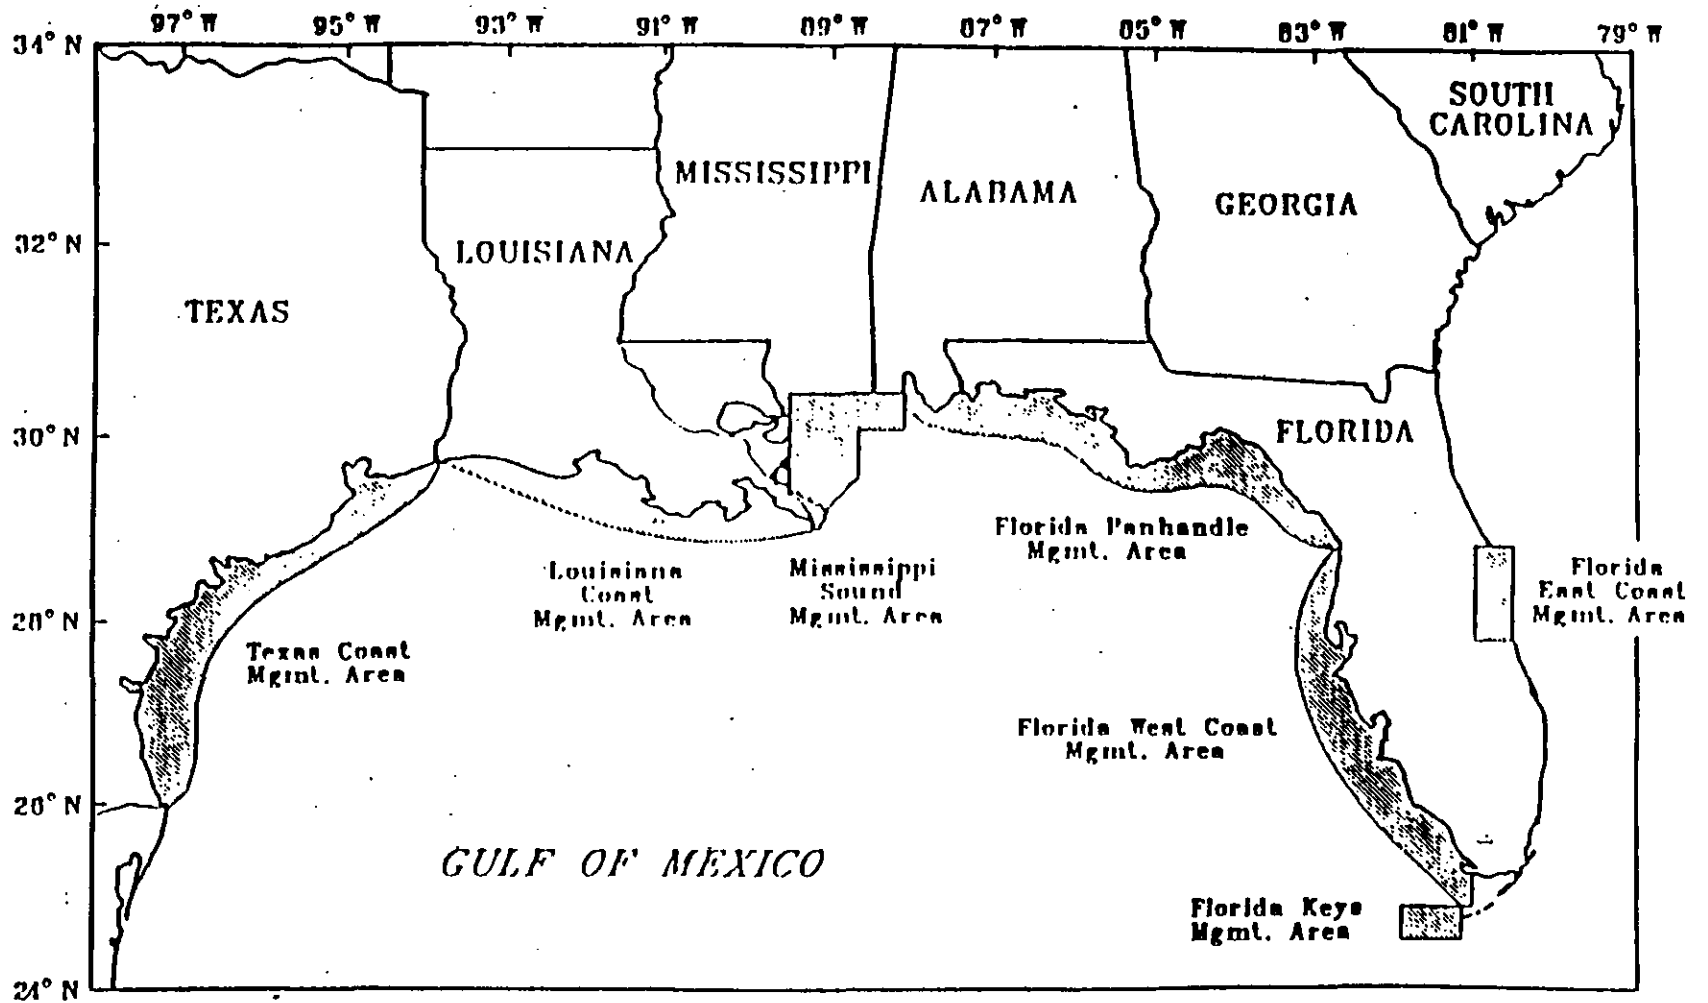 97° W 95° W 93° W 91° W 89° W 87° W 85° W 83° W 81° W 79° W
34° N
SOUTH
CAROLINA
MISSISSIPPI
ALABAMA
GEORGIA
32° N
LOUISIANA
TEXAS
30° N
FLORIDA
Florida Panhandle
Mgmt. Area
Louisiana
Coast
Mgmt. Area
Mississippi
Sound
Mgmt. Area
Florida
East Coast
Mgmt. Area
28° N
Texas Coast
Mgmt. Area
Florida West Coast
Mgmt. Area
26° N
GULF OF MEXICO
Florida Keys
Mgmt. Area
24° N